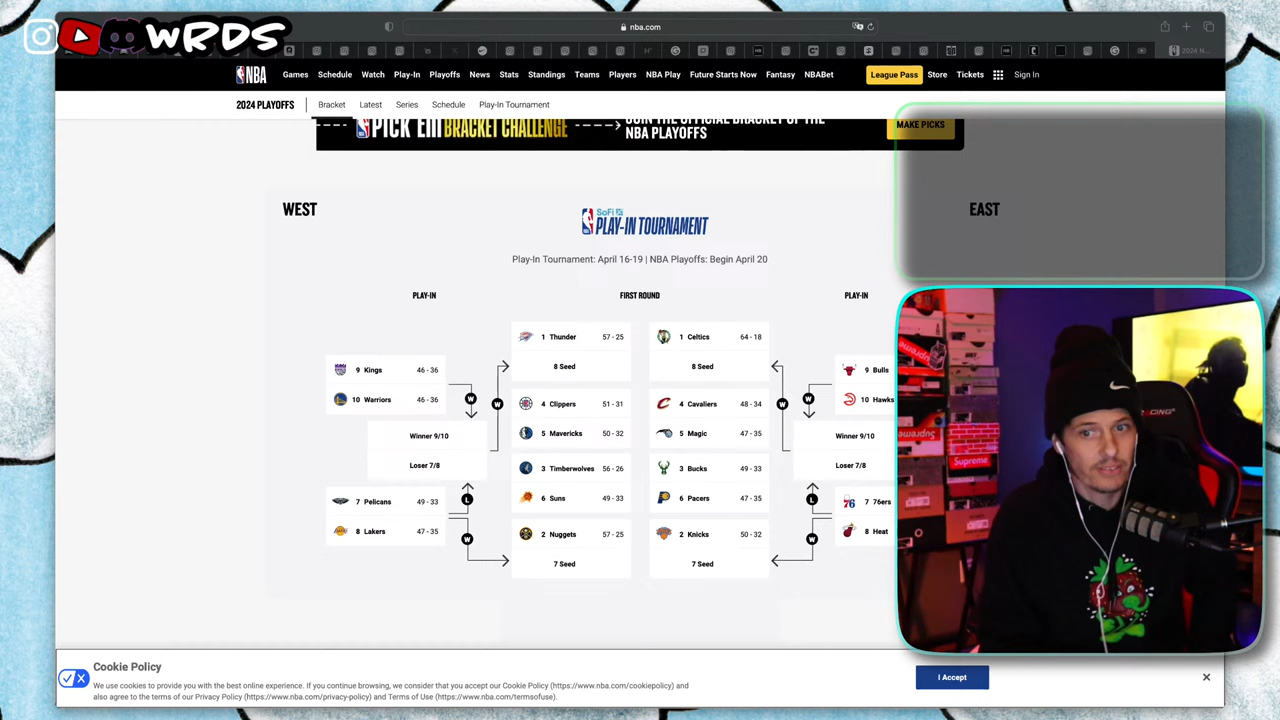 WRDS
nba.com
2024 N...
NBA Games Schedule Watch Play-In Playoffs News Stats Standings Teams Players NBA Play Future Starts Now Fantasy NBABet League Pass Store Tickets Sign In
2024 PLAYOFFS Bracket Latest Series Schedule Play-In Tournament
PICK'EM BRACKET CHALLENGE JOIN THE OFFICIAL BRACKET OF THE
NBA PLAYOFFS
MAKE PICKS
WEST
EAST
SoFi
PLAY-IN TOURNAMENT
Play-In Tournament: April 16-19 | NBA Playoffs: Begin April 20
PLAY-IN
FIRST ROUND
PLAY-IN
9 Kings 46 - 36
10 Warriors 46 - 36
W
W
Winner 9/10
Loser 7/8
7 Pelicans 49 - 33
8 Lakers 47 - 35
L
W
1 Thunder 57 - 25
8 Seed
4 Clippers 51 - 31
5 Mavericks 50 - 32
3 Timberwolves 56 - 26
6 Suns 49 - 33
2 Nuggets 57 - 25
7 Seed
1 Celtics 64 - 18
8 Seed
4 Cavaliers 48 - 34
5 Magic 47 - 35
3 Bucks 49 - 33
6 Pacers 47 - 35
2 Knicks 50 - 32
7 Seed
W
W
9 Bulls
10 Hawks
Winner 9/10
Loser 7/8
L
W
7 76ers
8 Heat
Supreme
Cookie Policy
We use cookies to provide you with the best online experience. If you continue browsing, we consider that you accept our Cookie Policy (https://www.nba.com/cookiepolicy) and
also agree to the terms of our Privacy Policy (https://www.nba.com/privacy-policy) and Terms of Use (https://www.nba.com/termsofuse).
I Accept